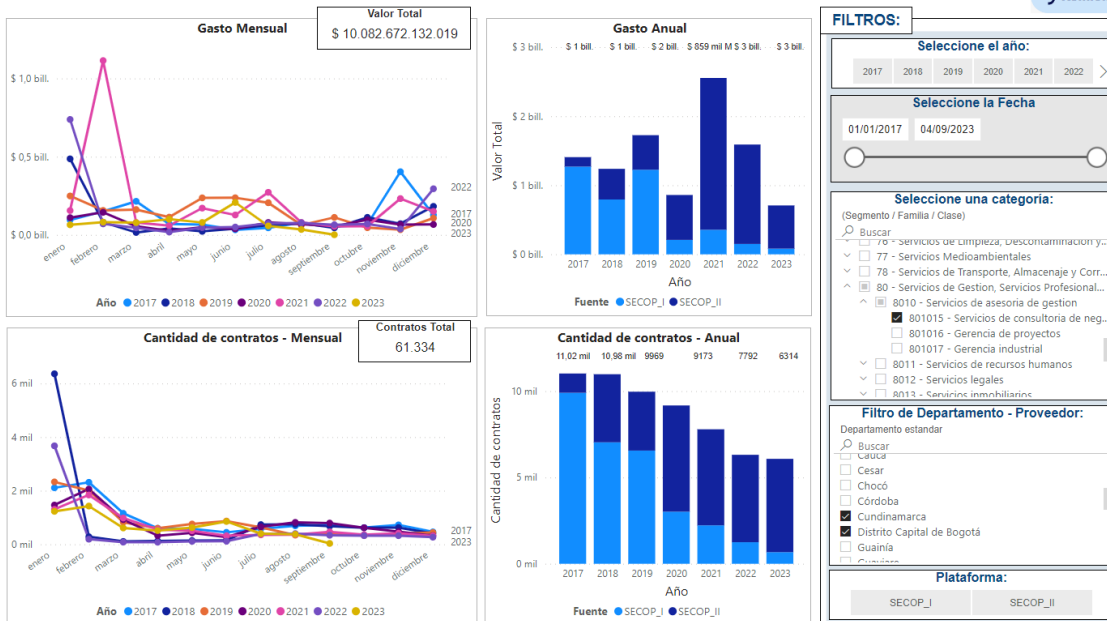 Gasto Mensual
Valor Total
$ 10.082.672.132.019
$ 1,0 bill.
$ 0,5 bill.
$ 0,0 bill.
2022
2017
2020
2023
enero
febrero
marzo
abril
mayo
junio
julio
agosto
septiembre
octubre
noviembre
diciembre
Año 2017 2018 2019 2020 2021 2022 2023
Gasto Anual
$ 3 bill.
$ 1 bill. $ 1 bill. $ 2 bill. $ 859 mil M $ 3 bill. $ 3 bill.
$ 2 bill.
$ 1 bill.
$ 0 bill.
Valor Total
2017 2018 2019 2020 2021 2022 2023
Año
Fuente SECOP_I SECOP_II
Cantidad de contratos - Mensual
Contratos Total
61.334
6 mil
4 mil
2 mil
0 mil
2017
2023
enero
febrero
marzo
abril
mayo
junio
julio
agosto
septiembre
octubre
noviembre
diciembre
Año 2017 2018 2019 2020 2021 2022 2023
Cantidad de contratos - Anual
11,02 mil 10,98 mil 9969 9173 7792 6314
10 mil
5 mil
0 mil
Cantidad de contratos
2017 2018 2019 2020 2021 2022 2023
Año
Fuente SECOP_I SECOP_II
FILTROS:
Seleccione el año:
2017 2018 2019 2020 2021 2022
Seleccione la Fecha
01/01/2017 04/09/2023
Seleccione una categoría:
(Segmento / Familia / Clase)
Buscar
76 - Servicios de Limpieza, Descontaminación y...
77 - Servicios Medioambientales
78 - Servicios de Transporte, Almacenaje y Corr...
80 - Servicios de Gestion, Servicios Profesional...
8010 - Servicios de asesoria de gestion
801015 - Servicios de consultoria de neg...
801016 - Gerencia de proyectos
801017 - Gerencia industrial
8011 - Servicios de recursos humanos
8012 - Servicios legales
8013 - Servicios inmobiliarios
Filtro de Departamento - Proveedor:
Departamento estandar
Buscar
Cauca
Cesar
Chocó
Córdoba
Cundinamarca
Distrito Capital de Bogotá
Guainía
Guaviare
Plataforma:
SECOP_I SECOP_II